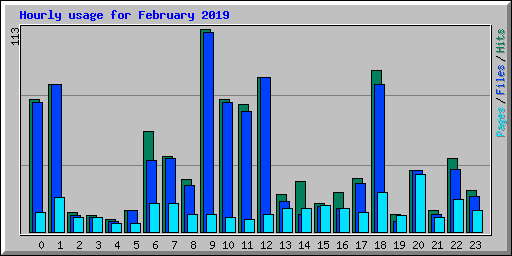 Hourly usage for February 2019
113
Pages/Files/Hits
0 1 2 3 4 5 6 7 8 9 10 11 12 13 14 15 16 17 18 19 20 21 22 23